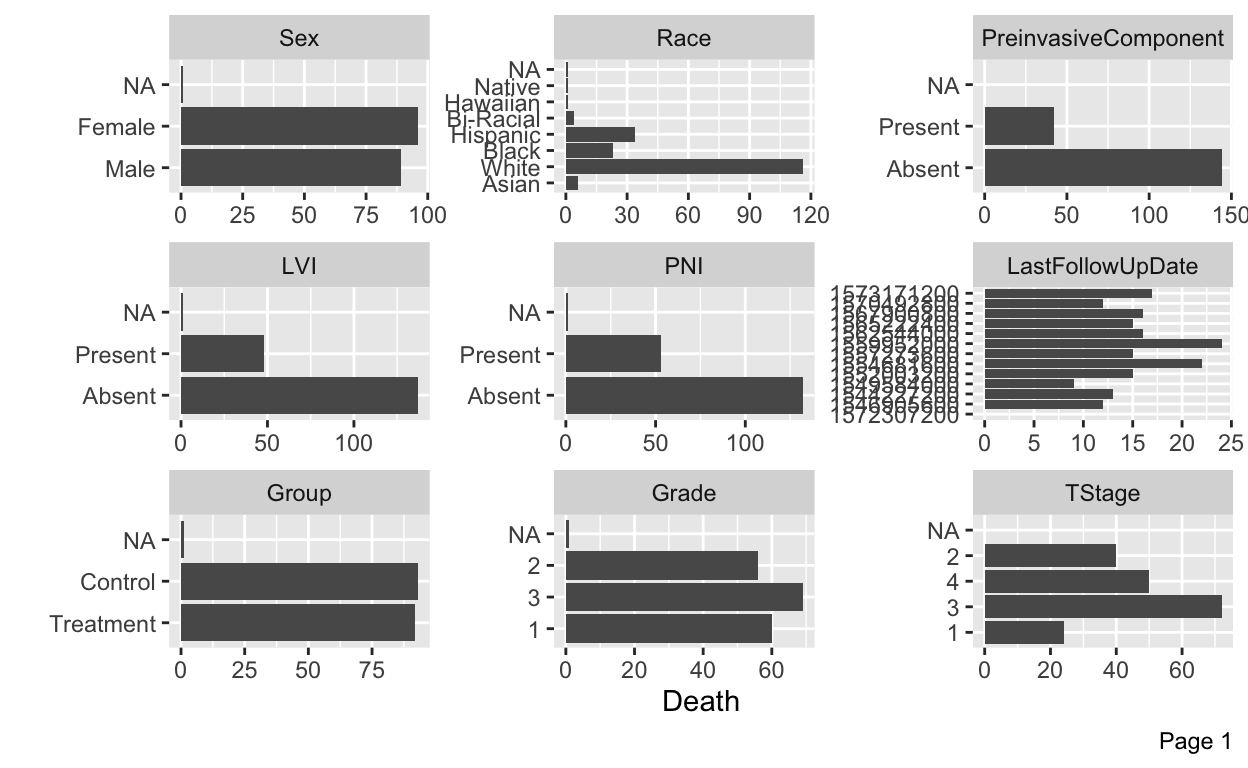 Sex
NA
Female
Male
0 25 50 75 100
Race
NA
Native
Hawaiian
Bi-Racial
Hispanic
Black
White
Asian
0 30 60 90 120
PreinvasiveComponent
NA
Present
Absent
0 50 100 150
LVI
NA
Present
Absent
0 50 100
PNI
NA
Present
Absent
0 50 100
LastFollowUpDate
1573171200
1572307200
0 5 10 15 20 25
Group
NA
Control
Treatment
0 25 50 75
Grade
NA
2
3
1
0 20 40 60
TStage
NA
2
4
3
1
0 20 40 60
Death
Page 1